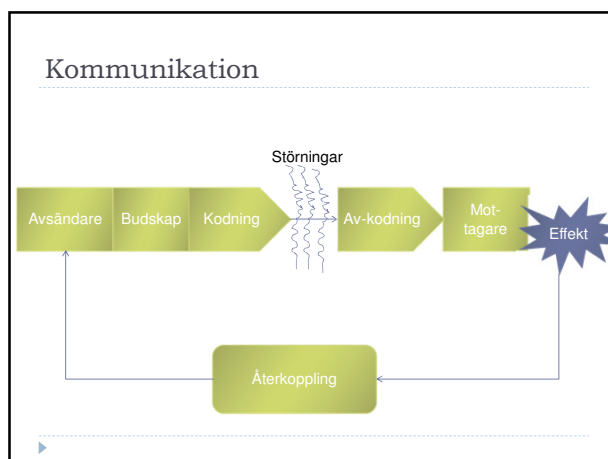 Kommunikation
Störningar
Avsändare
Budskap
Kodning
Av-kodning
Mot-
tagare
Effekt
Återkoppling